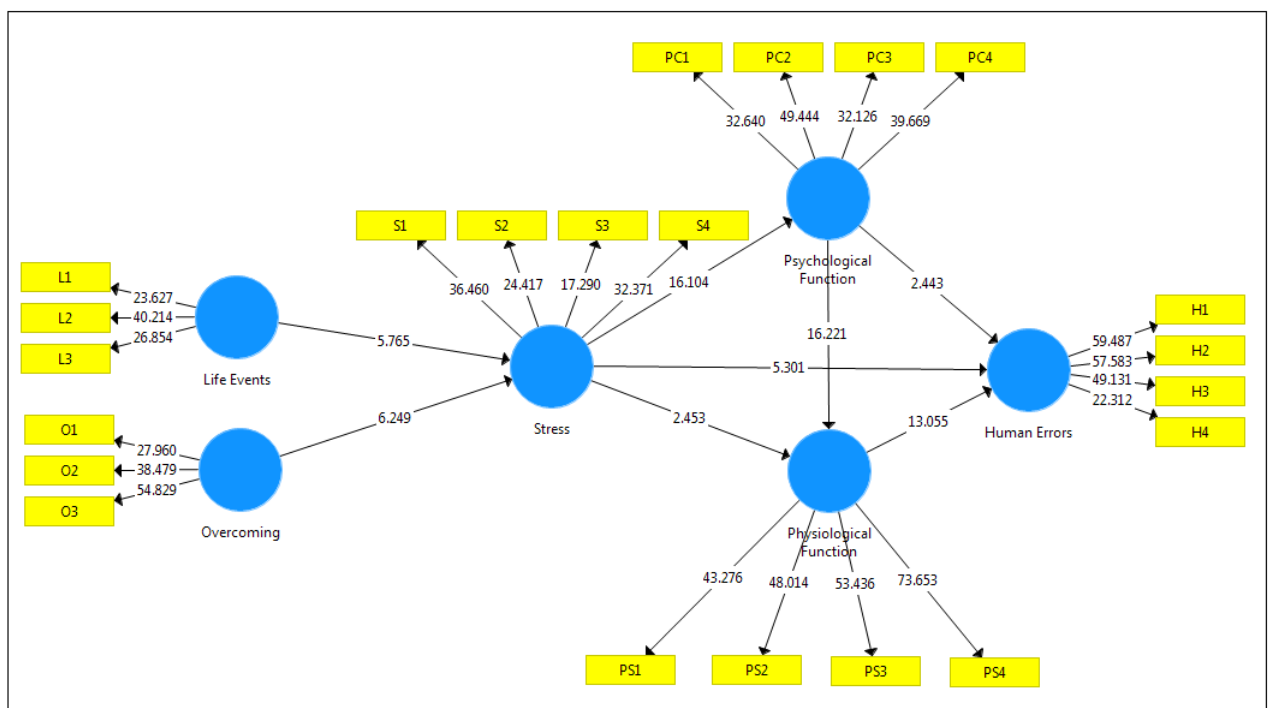 PC1
PC2
PC3
PC4
32.640
49.444
32.126
39.669
S1
S2
S3
S4
36.460
24.417
17.290
32.371
16.104
Psychological
Function
L1
L2
L3
23.627
40.214
26.854
Life Events
5.765
2.443
16.221
H1
H2
H3
H4
59.487
57.583
49.131
22.312
5.301
Stress
Human Errors
6.249
2.453
13.055
O1
O2
O3
27.960
38.479
54.829
Overcoming
Physiological
Function
43.276
48.014
53.436
73.653
PS1
PS2
PS3
PS4